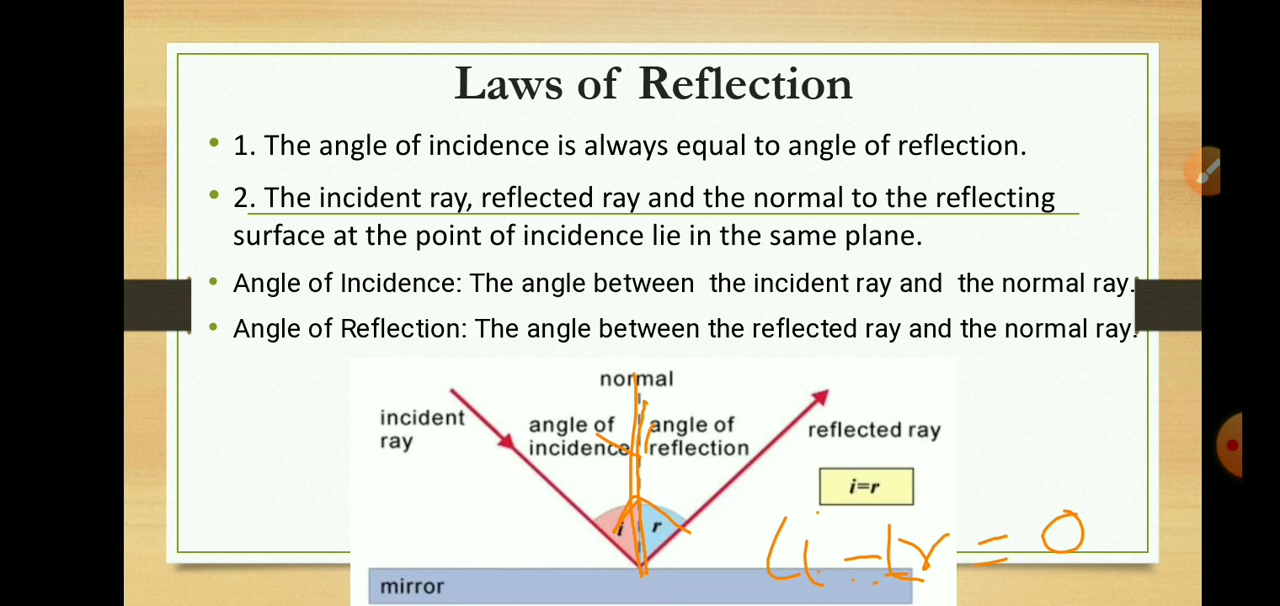 Laws of Reflection
• 1. The angle of incidence is always equal to angle of reflection.
• 2. The incident ray, reflected ray and the normal to the reflecting
surface at the point of incidence lie in the same plane.
• Angle of Incidence: The angle between the incident ray and the normal ray.
• Angle of Reflection: The angle between the reflected ray and the normal ray.
normal
incident
ray
angle of
incidence
angle of
reflection
reflected ray
i=r
i
r
∠i - ∠r = 0
mirror